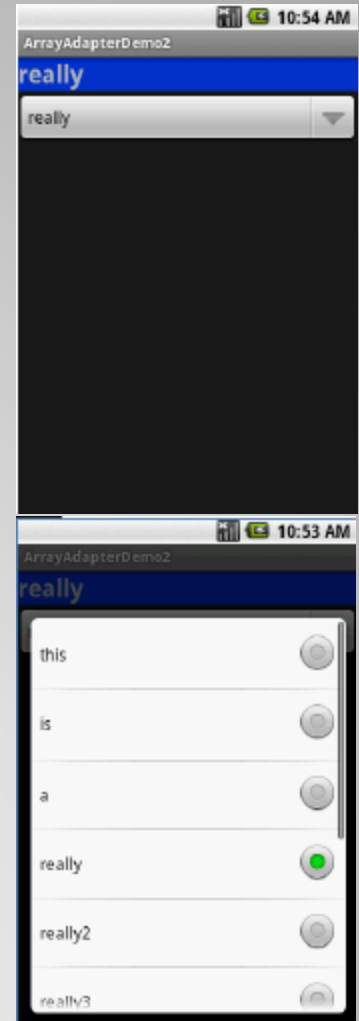 10:54 AM
ArrayAdapterDemo2
really
really
10:53 AM
ArrayAdapterDemo2
really
this
is
a
really
really2
really3